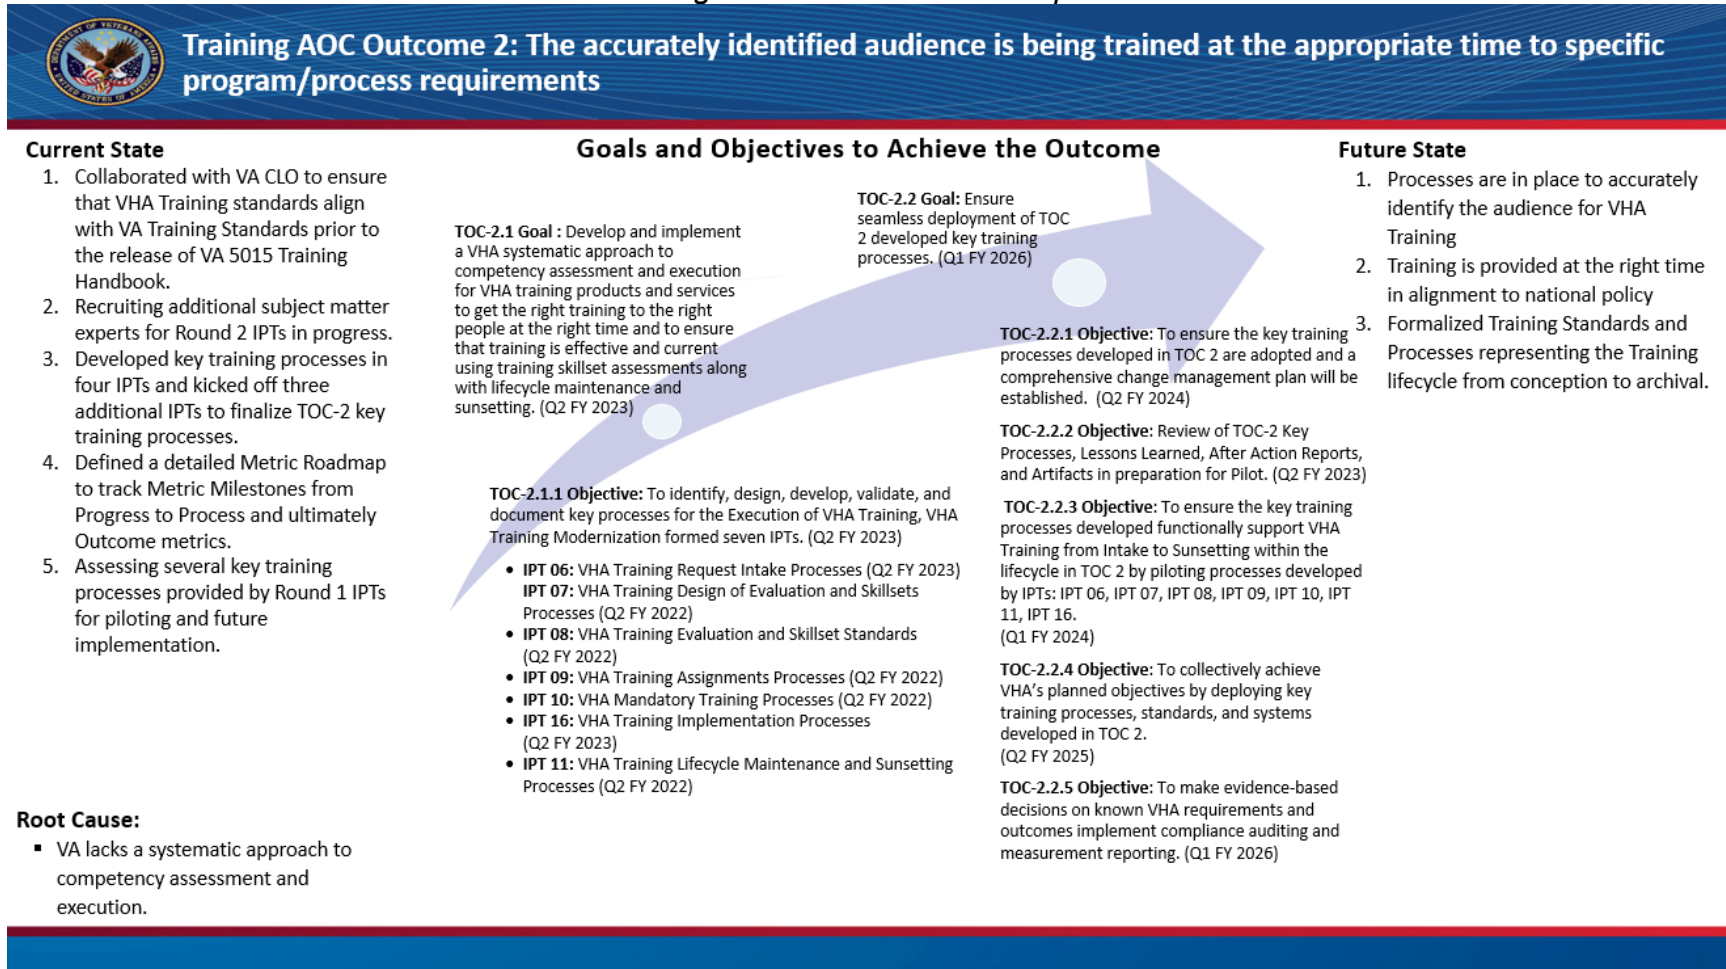 Training AOC Outcome 2: The accurately identified audience is being trained at the appropriate time to specific
program/process requirements
Current State
1. Collaborated with VA CLO to ensure
that VHA Training standards align
with VA Training Standards prior to
the release of VA 5015 Training
Handbook.
2. Recruiting additional subject matter
experts for Round 2 IPTs in progress.
3. Developed key training processes in
four IPTs and kicked off three
additional IPTs to finalize TOC-2 key
training processes.
4. Defined a detailed Metric Roadmap
to track Metric Milestones from
Progress to Process and ultimately
Outcome metrics.
5. Assessing several key training
processes provided by Round 1 IPTs
for piloting and future
implementation.
Root Cause:
▪ VA lacks a systematic approach to
competency assessment and
execution.
Goals and Objectives to Achieve the Outcome
TOC-2.1 Goal : Develop and implement
a VHA systematic approach to
competency assessment and execution
for VHA training products and services
to get the right training to the right
people at the right time and to ensure
that training is effective and current
using training skillset assessments along
with lifecycle maintenance and
sunsetting. (Q2 FY 2023)
TOC-2.1.1 Objective: To identify, design, develop, validate, and
document key processes for the Execution of VHA Training, VHA
Training Modernization formed seven IPTs. (Q2 FY 2023)
• IPT 06: VHA Training Request Intake Processes (Q2 FY 2023)
IPT 07: VHA Training Design of Evaluation and Skillsets
Processes (Q2 FY 2022)
• IPT 08: VHA Training Evaluation and Skillset Standards
(Q2 FY 2022)
• IPT 09: VHA Training Assignments Processes (Q2 FY 2022)
• IPT 10: VHA Mandatory Training Processes (Q2 FY 2022)
• IPT 16: VHA Training Implementation Processes
(Q2 FY 2023)
• IPT 11: VHA Training Lifecycle Maintenance and Sunsetting
Processes (Q2 FY 2022)
TOC-2.2 Goal: Ensure
seamless deployment of TOC
2 developed key training
processes. (Q1 FY 2026)
TOC-2.2.1 Objective: To ensure the key training
processes developed in TOC 2 are adopted and a
comprehensive change management plan will be
established. (Q2 FY 2024)
TOC-2.2.2 Objective: Review of TOC-2 Key
Processes, Lessons Learned, After Action Reports,
and Artifacts in preparation for Pilot. (Q2 FY 2023)
TOC-2.2.3 Objective: To ensure the key training
processes developed functionally support VHA
Training from Intake to Sunsetting within the
lifecycle in TOC 2 by piloting processes developed
by IPTs: IPT 06, IPT 07, IPT 08, IPT 09, IPT 10, IPT
11, IPT 16.
(Q1 FY 2024)
TOC-2.2.4 Objective: To collectively achieve
VHA's planned objectives by deploying key
training processes, standards, and systems
developed in TOC 2.
(Q2 FY 2025)
TOC-2.2.5 Objective: To make evidence-based
decisions on known VHA requirements and
outcomes implement compliance auditing and
measurement reporting. (Q1 FY 2026)
Future State
1. Processes are in place to accurately
identify the audience for VHA
Training
2. Training is provided at the right time
in alignment to national policy
3. Formalized Training Standards and
Processes representing the Training
lifecycle from conception to archival.